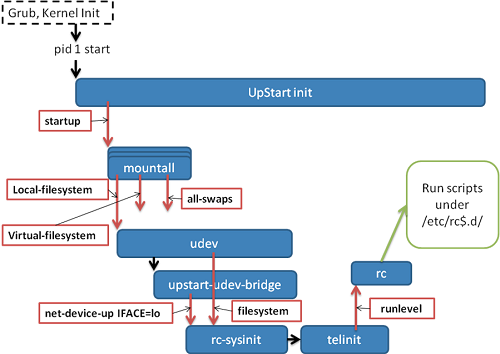 Grub, Kernel Init
pid 1 start
UpStart init
startup
mountall
Local-filesystem
all-swaps
Virtual-filesystem
Run scripts
under
/etc/rc$.d/
udev
rc
upstart-udev-bridge
net-device-up IFACE=lo
filesystem
runlevel
rc-sysinit
telinit